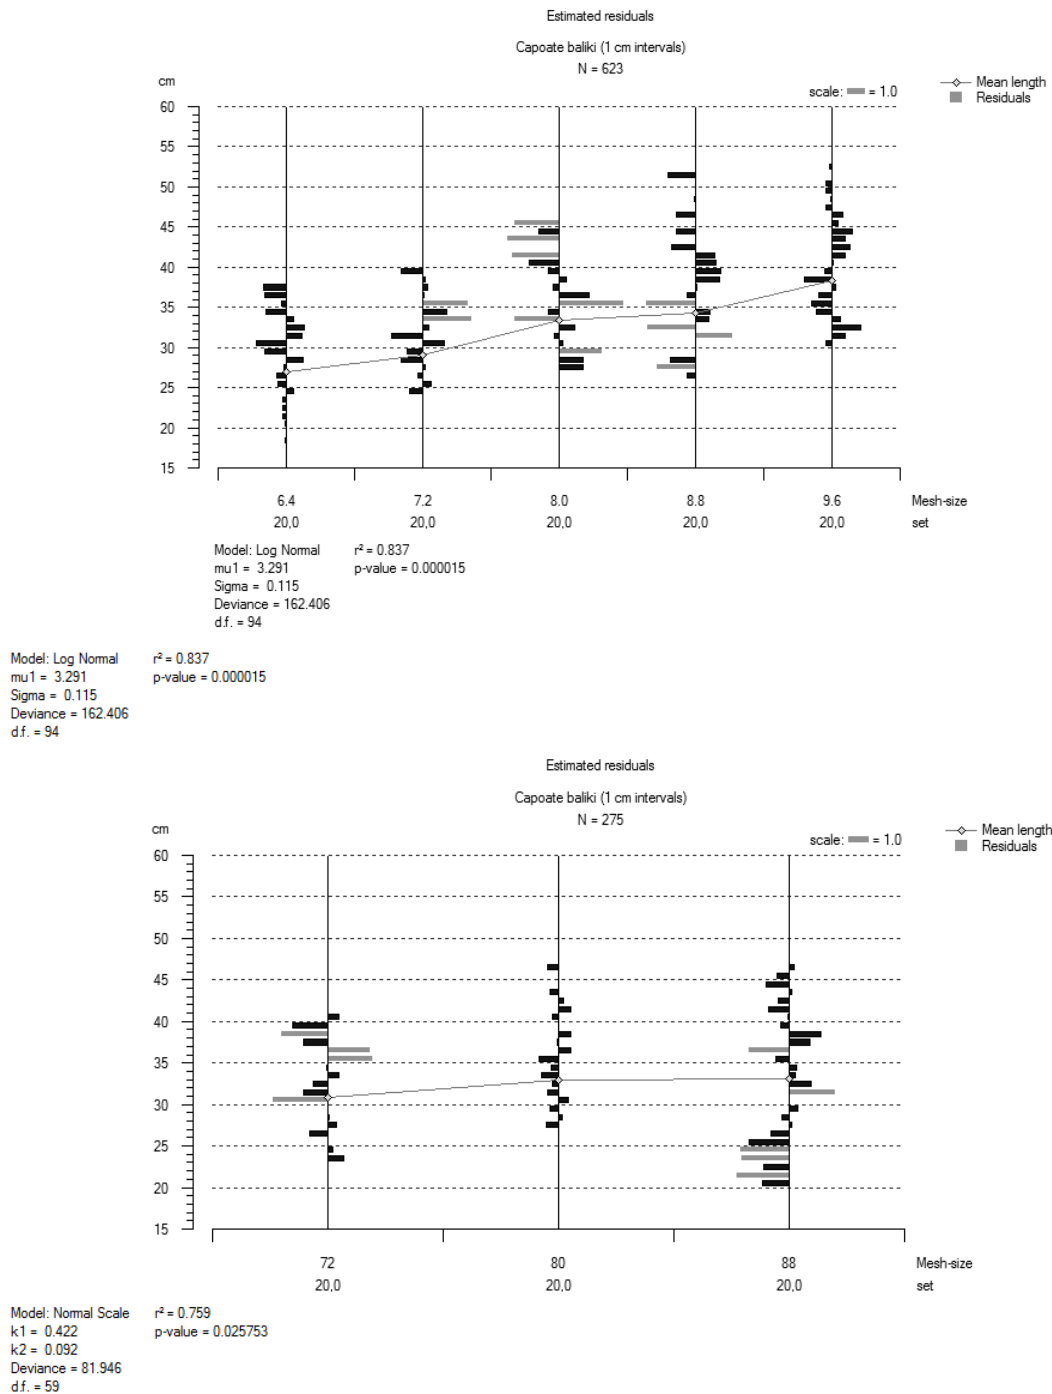 Estimated residuals
Capoate baliki (1 cm intervals)
N = 623
cm
scale: = 1.0
Mean length
Residuals
60
55
50
45
40
35
30
25
20
15
6.4 7.2 8.0 8.8 9.6 Mesh-size
20,0 20,0 20,0 20,0 20,0 set
Model: Log Normal r² = 0.837
mu1 = 3.291 p-value = 0.000015
Sigma = 0.115
Deviance = 162.406
d.f. = 94
Model: Log Normal r² = 0.837
mu1 = 3.291 p-value = 0.000015
Sigma = 0.115
Deviance = 162.406
d.f. = 94
Estimated residuals
Capoate baliki (1 cm intervals)
N = 275
cm
scale: = 1.0
Mean length
Residuals
60
55
50
45
40
35
30
25
20
15
72 80 88 Mesh-size
20,0 20,0 20,0 set
Model: Normal Scale r² = 0.759
k1 = 0.422 p-value = 0.025753
k2 = 0.092
Deviance = 81.946
d.f. = 59